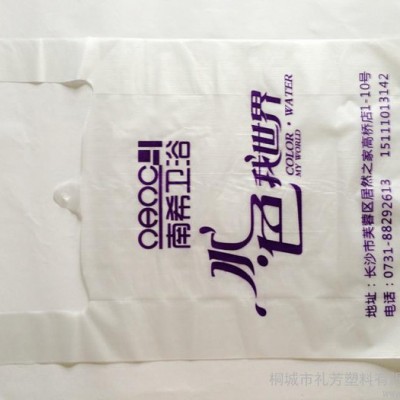 南希卫浴
水色我世界
COLOR · WATER
MY WORLD
地址：长沙市芙蓉区居然之家高桥店1-10号
电话：0731-88292613 15111013142
桐城市礼芳塑料有